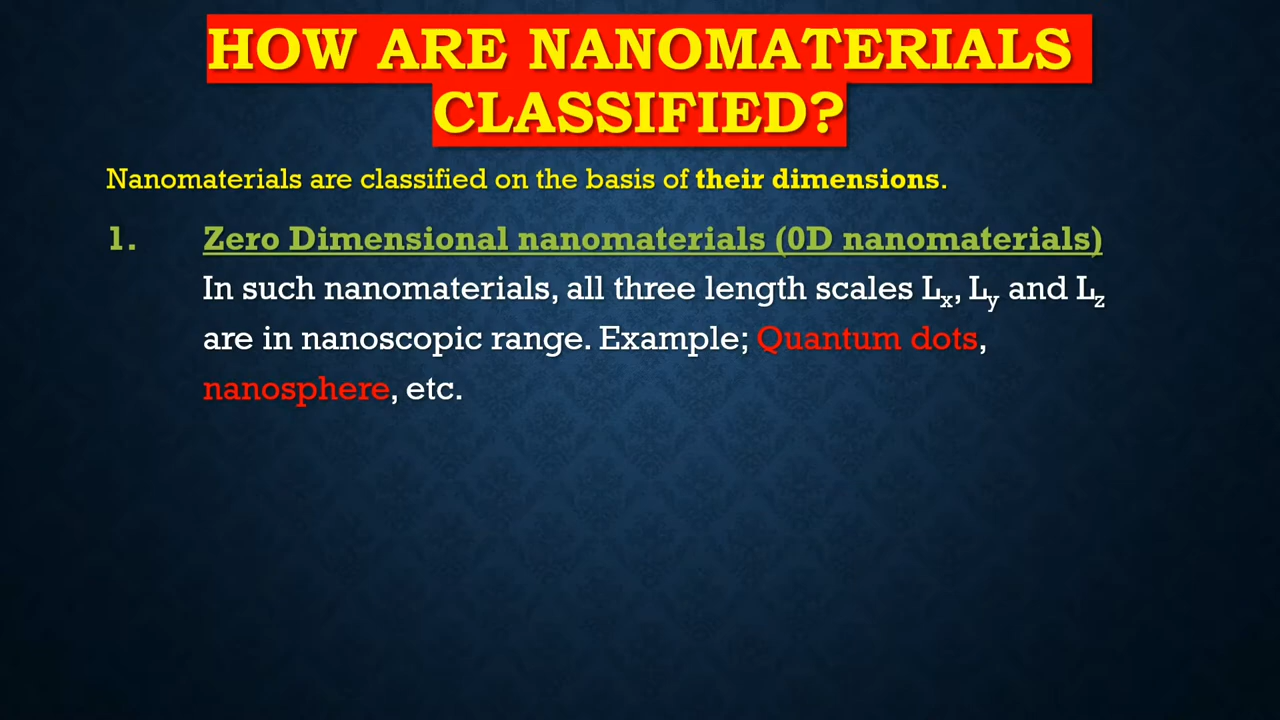 HOW ARE NANOMATERIALS
CLASSIFIED?
Nanomaterials are classified on the basis of their dimensions.
1. Zero Dimensional nanomaterials (0D nanomaterials)
In such nanomaterials, all three length scales Lx, Ly and Lz
are in nanoscopic range. Example; Quantum dots,
nanosphere, etc.